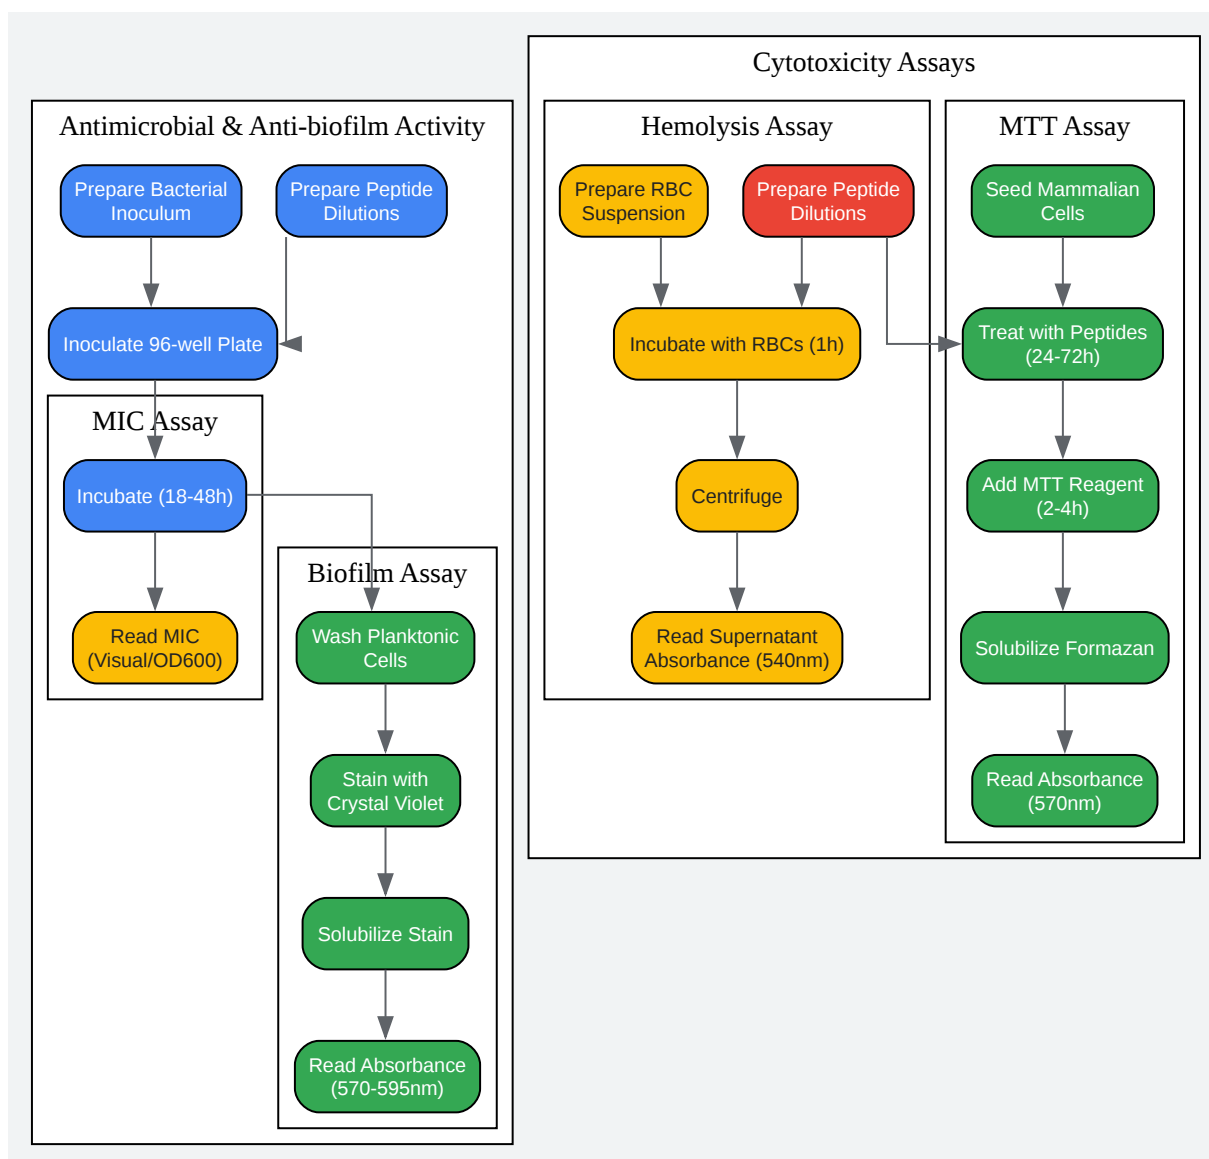 Antimicrobial & Anti-biofilm Activity
Prepare Bacterial
Inoculum
Prepare Peptide
Dilutions
Inoculate 96-well Plate
MIC Assay
Incubate (18-48h)
Read MIC
(Visual/OD600)
Biofilm Assay
Wash Planktonic
Cells
Stain with
Crystal Violet
Solubilize Stain
Read Absorbance
(570-595nm)
Cytotoxicity Assays
Hemolysis Assay
Prepare RBC
Suspension
Prepare Peptide
Dilutions
Incubate with RBCs (1h)
Centrifuge
Read Supernatant
Absorbance (540nm)
MTT Assay
Seed Mammalian
Cells
Treat with Peptides
(24-72h)
Add MTT Reagent
(2-4h)
Solubilize Formazan
Read Absorbance
(570nm)